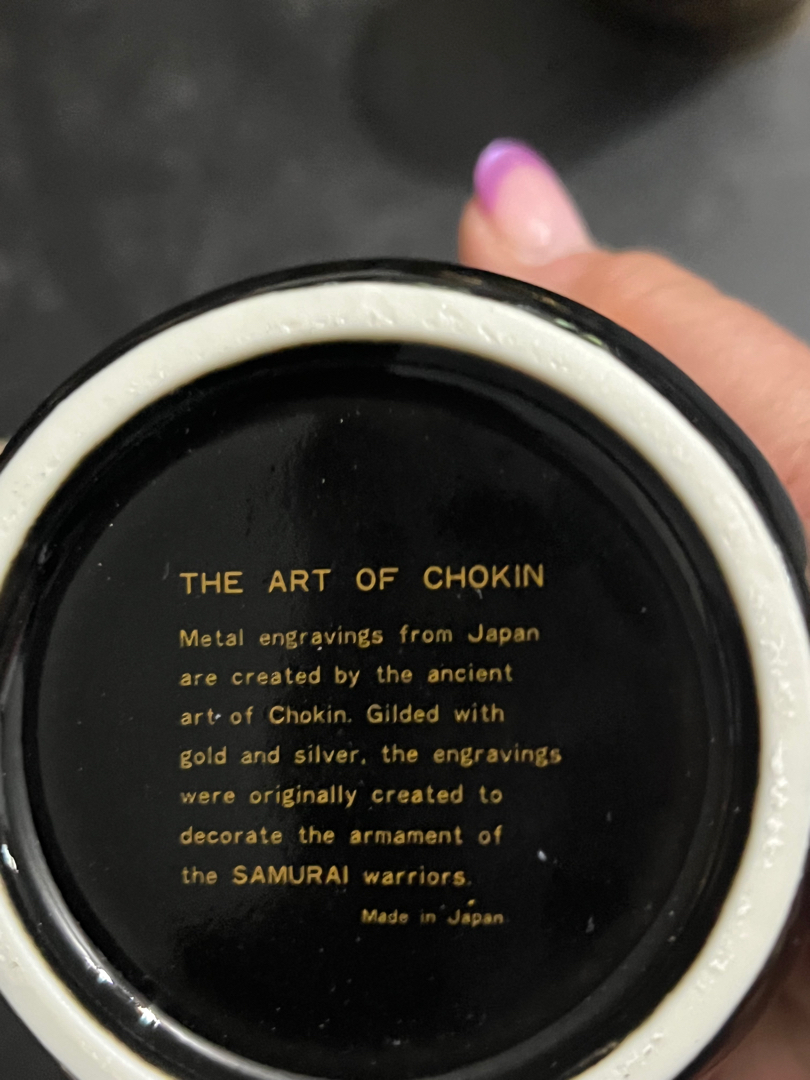 THE ART OF CHOKIN
Metal engravings from Japan
are created by the ancient
art of Chokin. Gilded with
gold and silver, the engravings
were originally created to
decorate the armament of
the SAMURAI warriors.
Made in Japan